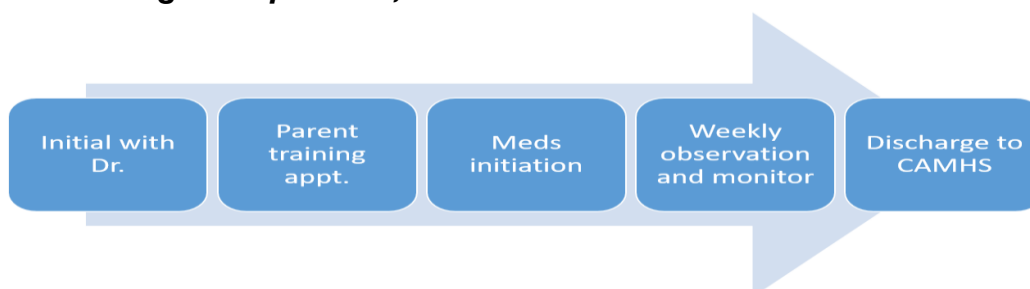 Initial with
Dr.
Parent
training
appt.
Meds
initiation
Weekly
observation
and monitor
Discharge to
CAMHS